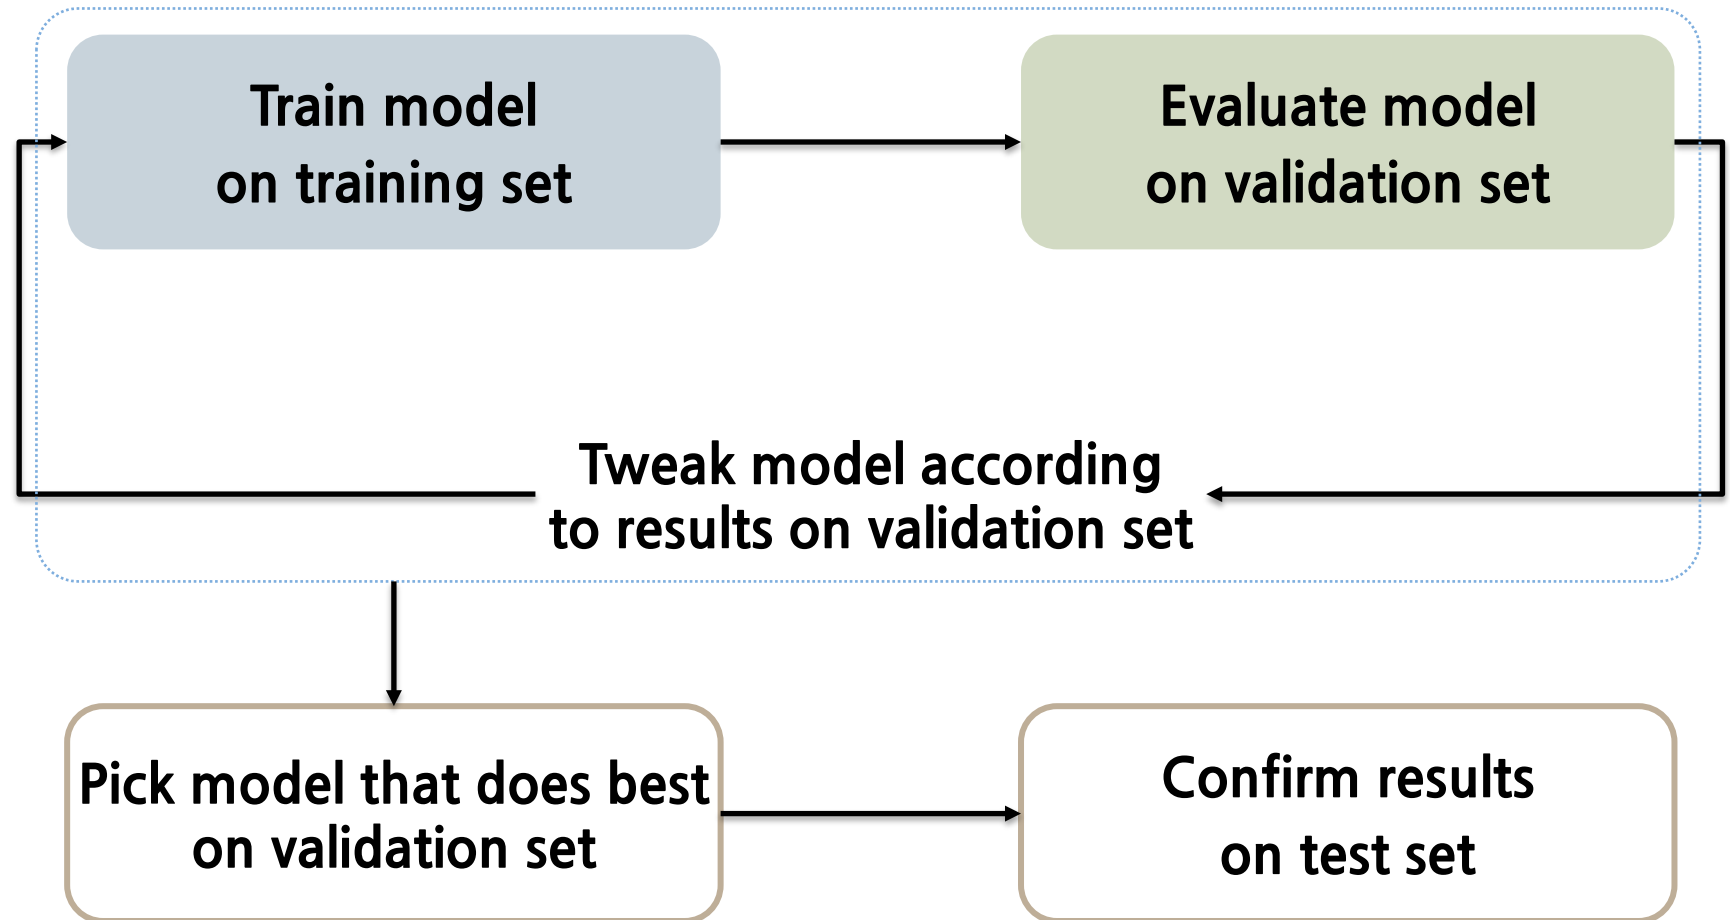 Train model
on training set
Evaluate model
on validation set
Tweak model according
to results on validation set
Pick model that does best
on validation set
Confirm results
on test set